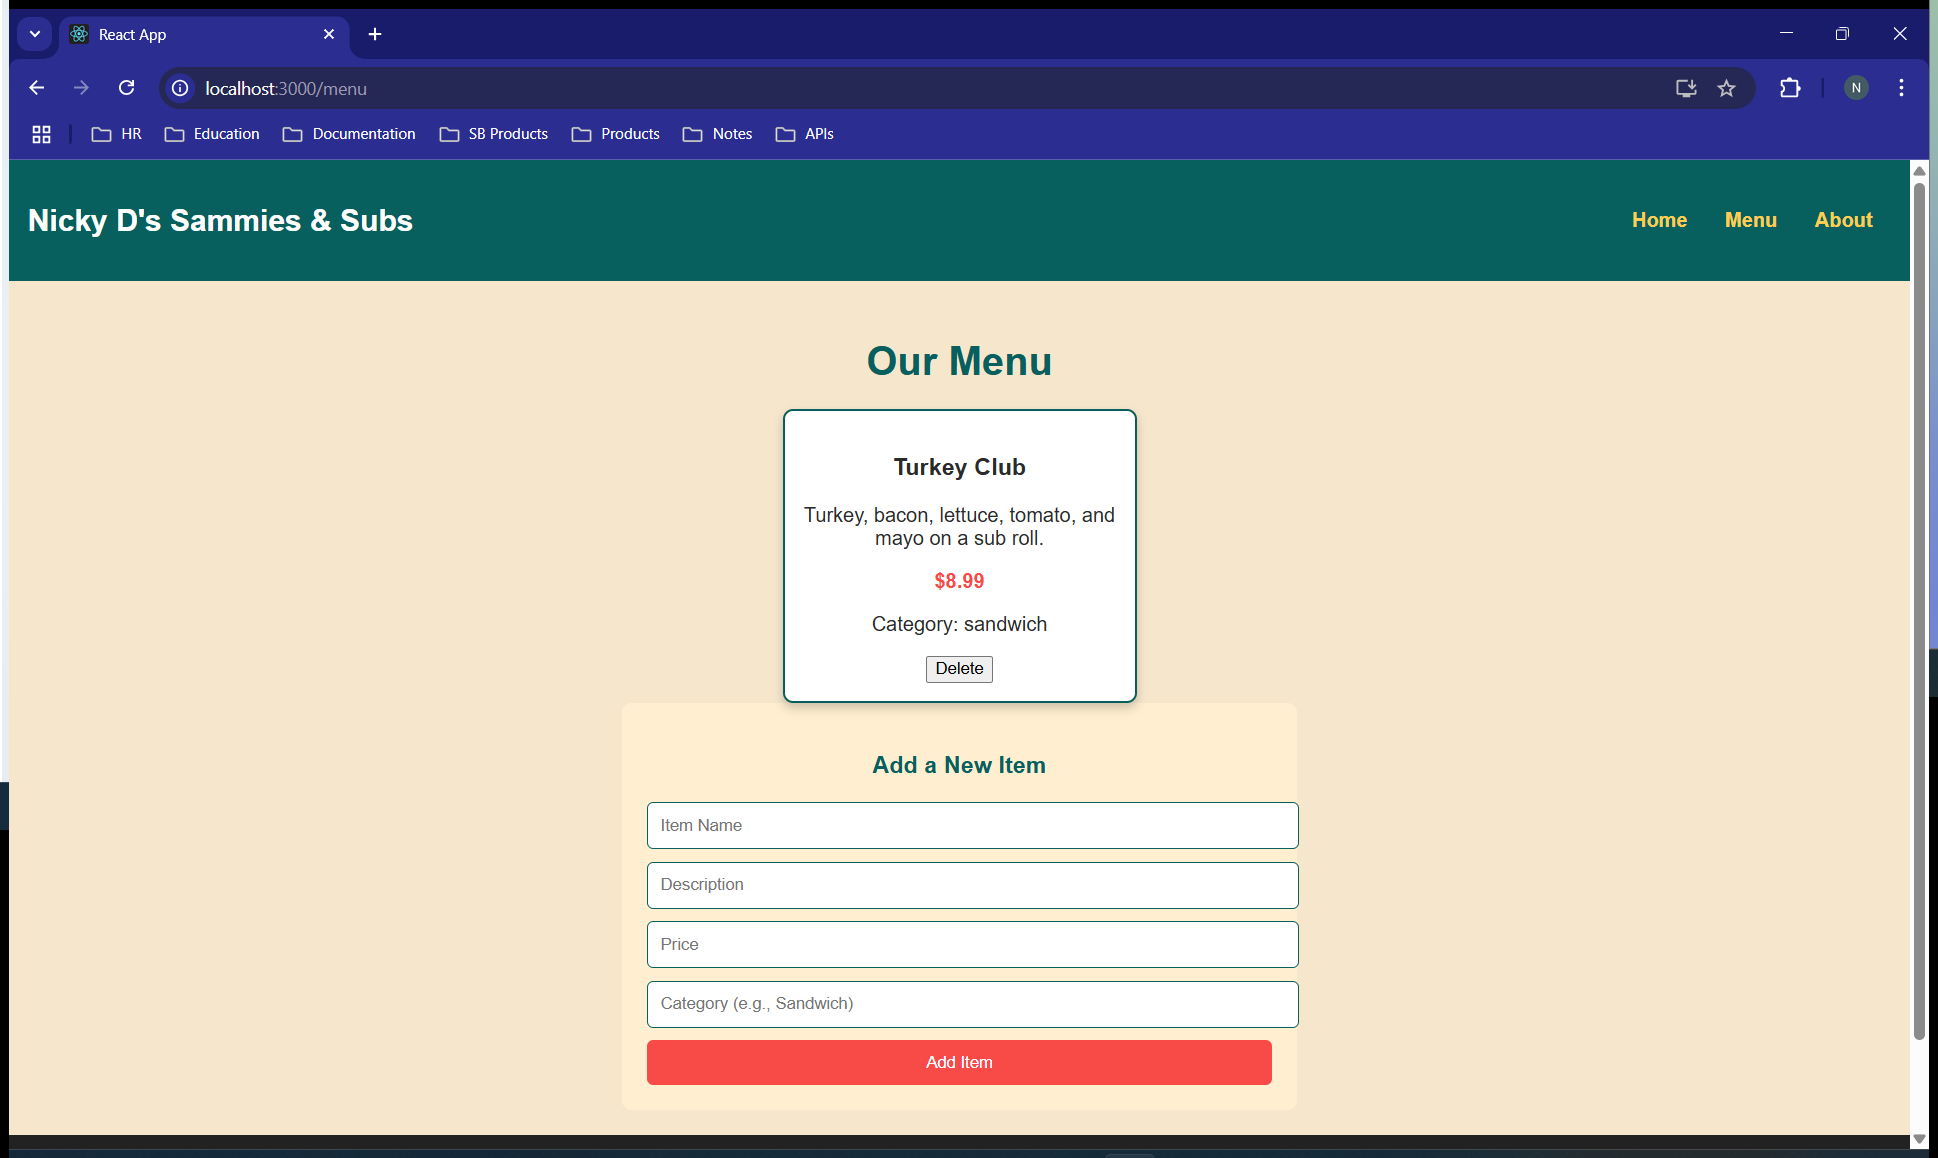 React App
localhost:3000/menu
N
HR Education Documentation SB Products Products Notes APIs
Nicky D's Sammies & Subs
Home Menu About
Our Menu
Turkey Club
Turkey, bacon, lettuce, tomato, and
mayo on a sub roll.
$8.99
Category: sandwich
Delete
Add a New Item
Item Name
Description
Price
Category (e.g., Sandwich)
Add Item